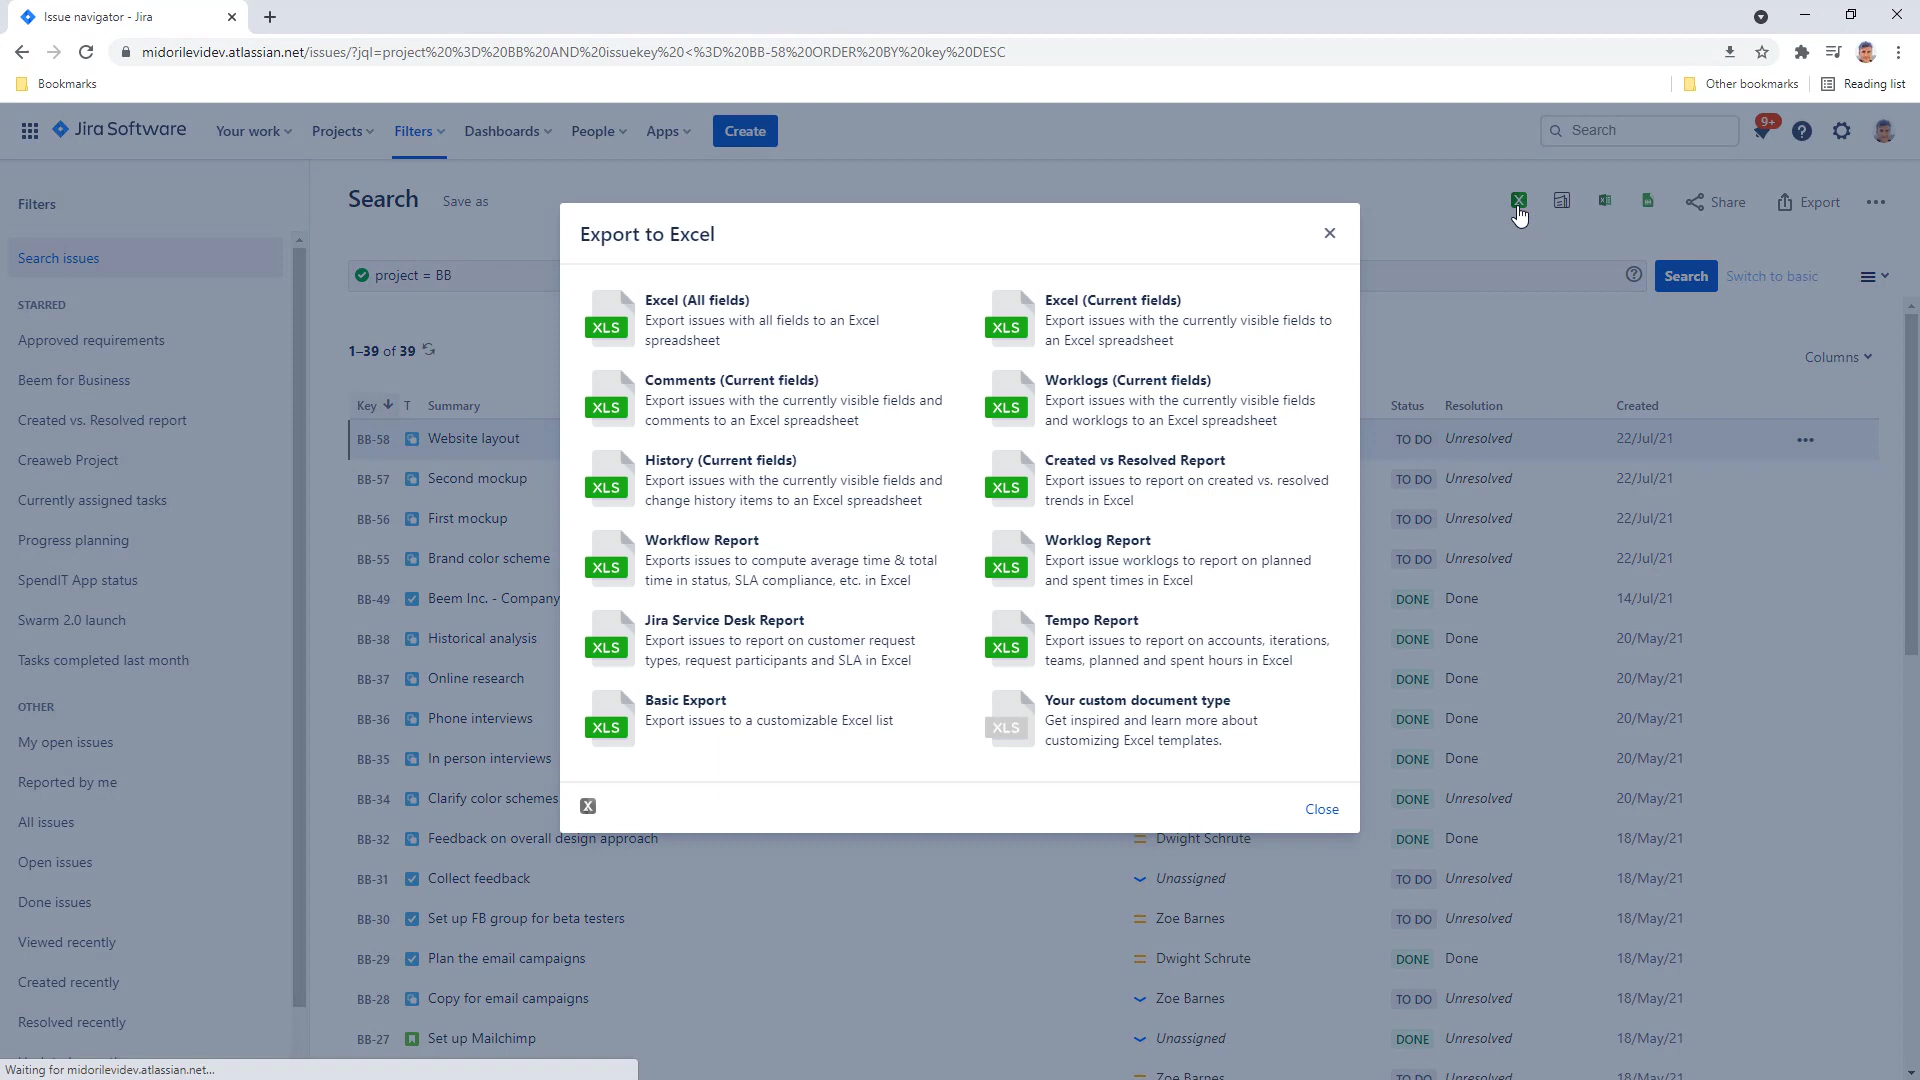 Issue navigator - Jira
midorilevidev.atlassian.net/issues/?jql=project%20%3D%20BB%20AND%20issuekey%20<%3D%20BB-58%20ORDER%20BY%20key%20DESC
Bookmarks
Other bookmarks
Reading list
Jira Software
Your work
Projects
Filters
Dashboards
People
Apps
Create
Search
9+
Filters
Search
Save as
Share
Export
Search issues
project = BB
Search
Switch to basic
STARRED
Approved requirements
Beem for Business
Created vs. Resolved report
Creaweb Project
Currently assigned tasks
Progress planning
SpendIT App status
Swarm 2.0 launch
Tasks completed last month
OTHER
My open issues
Reported by me
All issues
Open issues
Done issues
Viewed recently
Created recently
Resolved recently
1–39 of 39
Columns
Key T Summary Status Resolution Created
BB-58 Website layout TO DO Unresolved 22/Jul/21
BB-57 Second mockup TO DO Unresolved 22/Jul/21
BB-56 First mockup TO DO Unresolved 22/Jul/21
BB-55 Brand color scheme TO DO Unresolved 22/Jul/21
BB-49 Beem Inc. - Company DONE Done 14/Jul/21
BB-38 Historical analysis DONE Done 20/May/21
BB-37 Online research DONE Done 20/May/21
BB-36 Phone interviews DONE Done 20/May/21
BB-35 In person interviews DONE Done 20/May/21
BB-34 Clarify color schemes DONE Unresolved 20/May/21
BB-32 Feedback on overall design approach Dwight Schrute DONE Done 18/May/21
BB-31 Collect feedback Unassigned TO DO Unresolved 18/May/21
BB-30 Set up FB group for beta testers Zoe Barnes TO DO Unresolved 18/May/21
BB-29 Plan the email campaigns Dwight Schrute DONE Done 18/May/21
BB-28 Copy for email campaigns Zoe Barnes TO DO Unresolved 18/May/21
BB-27 Set up Mailchimp Unassigned DONE Unresolved 18/May/21
Zoe Barnes TO DO Unresolved 18/May/21
Export to Excel
XLS
Excel (All fields)
Export issues with all fields to an Excel
spreadsheet
XLS
Excel (Current fields)
Export issues with the currently visible fields to
an Excel spreadsheet
XLS
Comments (Current fields)
Export issues with the currently visible fields and
comments to an Excel spreadsheet
XLS
Worklogs (Current fields)
Export issues with the currently visible fields
and worklogs to an Excel spreadsheet
XLS
History (Current fields)
Export issues with the currently visible fields and
change history items to an Excel spreadsheet
XLS
Created vs Resolved Report
Export issues to report on created vs. resolved
trends in Excel
XLS
Workflow Report
Exports issues to compute average time & total
time in status, SLA compliance, etc. in Excel
XLS
Worklog Report
Export issue worklogs to report on planned
and spent times in Excel
XLS
Jira Service Desk Report
Export issues to report on customer request
types, request participants and SLA in Excel
XLS
Tempo Report
Export issues to report on accounts, iterations,
teams, planned and spent hours in Excel
XLS
Basic Export
Export issues to a customizable Excel list
XLS
Your custom document type
Get inspired and learn more about
customizing Excel templates.
Close
Waiting for midorilevidev.atlassian.net...